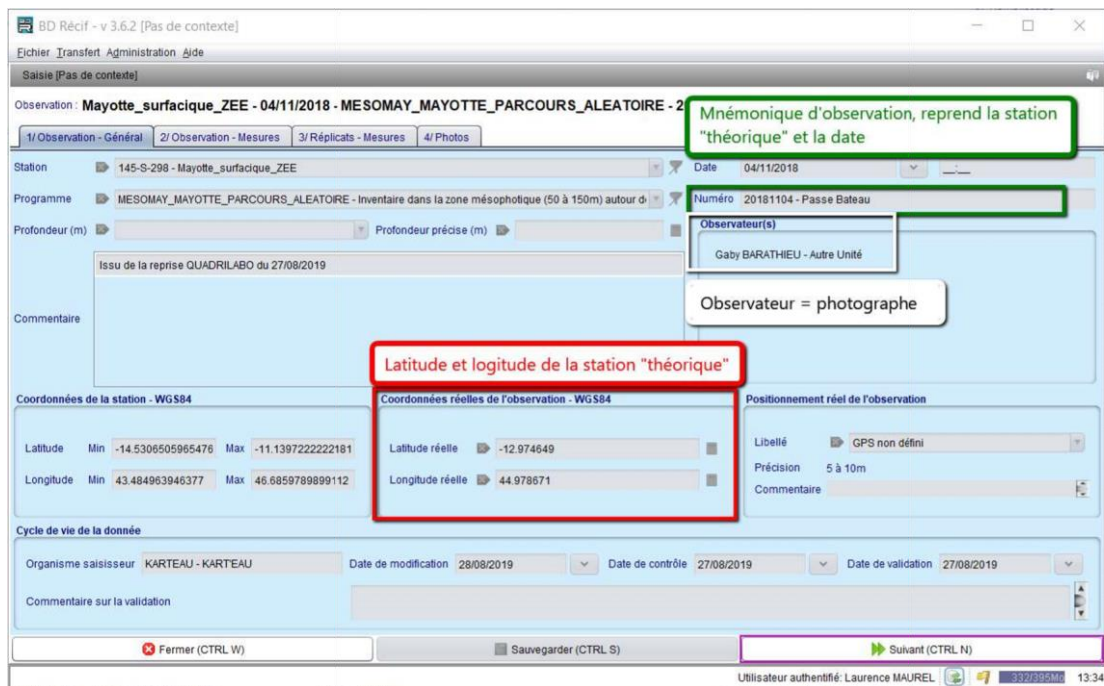 BD Récif - v 3.6.2 [Pas de contexte]
Fichier Transfert Administration Aide
Saisie [Pas de contexte]
Observation : Mayotte_surfacique_ZEE - 04/11/2018 - MESOMAY_MAYOTTE_PARCOURS_ALEATOIRE - 2
Mnémonique d'observation, reprend la station
"théorique" et la date
1/ Observation - Général 2/ Observation - Mesures 3/ Réplicats - Mesures 4/ Photos
Station 145-S-298 - Mayotte_surfacique_ZEE Date 04/11/2018 __:__
Programme MESOMAY_MAYOTTE_PARCOURS_ALEATOIRE - Inventaire dans la zone mésophotique (50 à 150m) autour d Numéro 20181104 - Passe Bateau
Profondeur (m) Profondeur précise (m) Observateur(s)
Gaby BARATHIEU - Autre Unité
Issu de la reprise QUADRILABO du 27/08/2019
Observateur = photographe
Commentaire
Latitude et logitude de la station "théorique"
Coordonnées de la station - WGS84 Coordonnées réelles de l'observation - WGS84 Positionnement réel de l'observation
Latitude Min -14.5306505965476 Max -11.1397222222181 Latitude réelle -12.974649 Libellé GPS non défini
Précision 5 à 10m
Longitude Min 43.484963946377 Max 46.6859789899112 Longitude réelle 44.978671 Commentaire
Cycle de vie de la donnée
Organisme saisisseur KARTEAU - KART'EAU Date de modification 28/08/2019 Date de contrôle 27/08/2019 Date de validation 27/08/2019
Commentaire sur la validation
Fermer (CTRL W) Sauvegarder (CTRL S) Suivant (CTRL N)
Utilisateur authentifié: Laurence MAUREL 332/395Mo 13:34